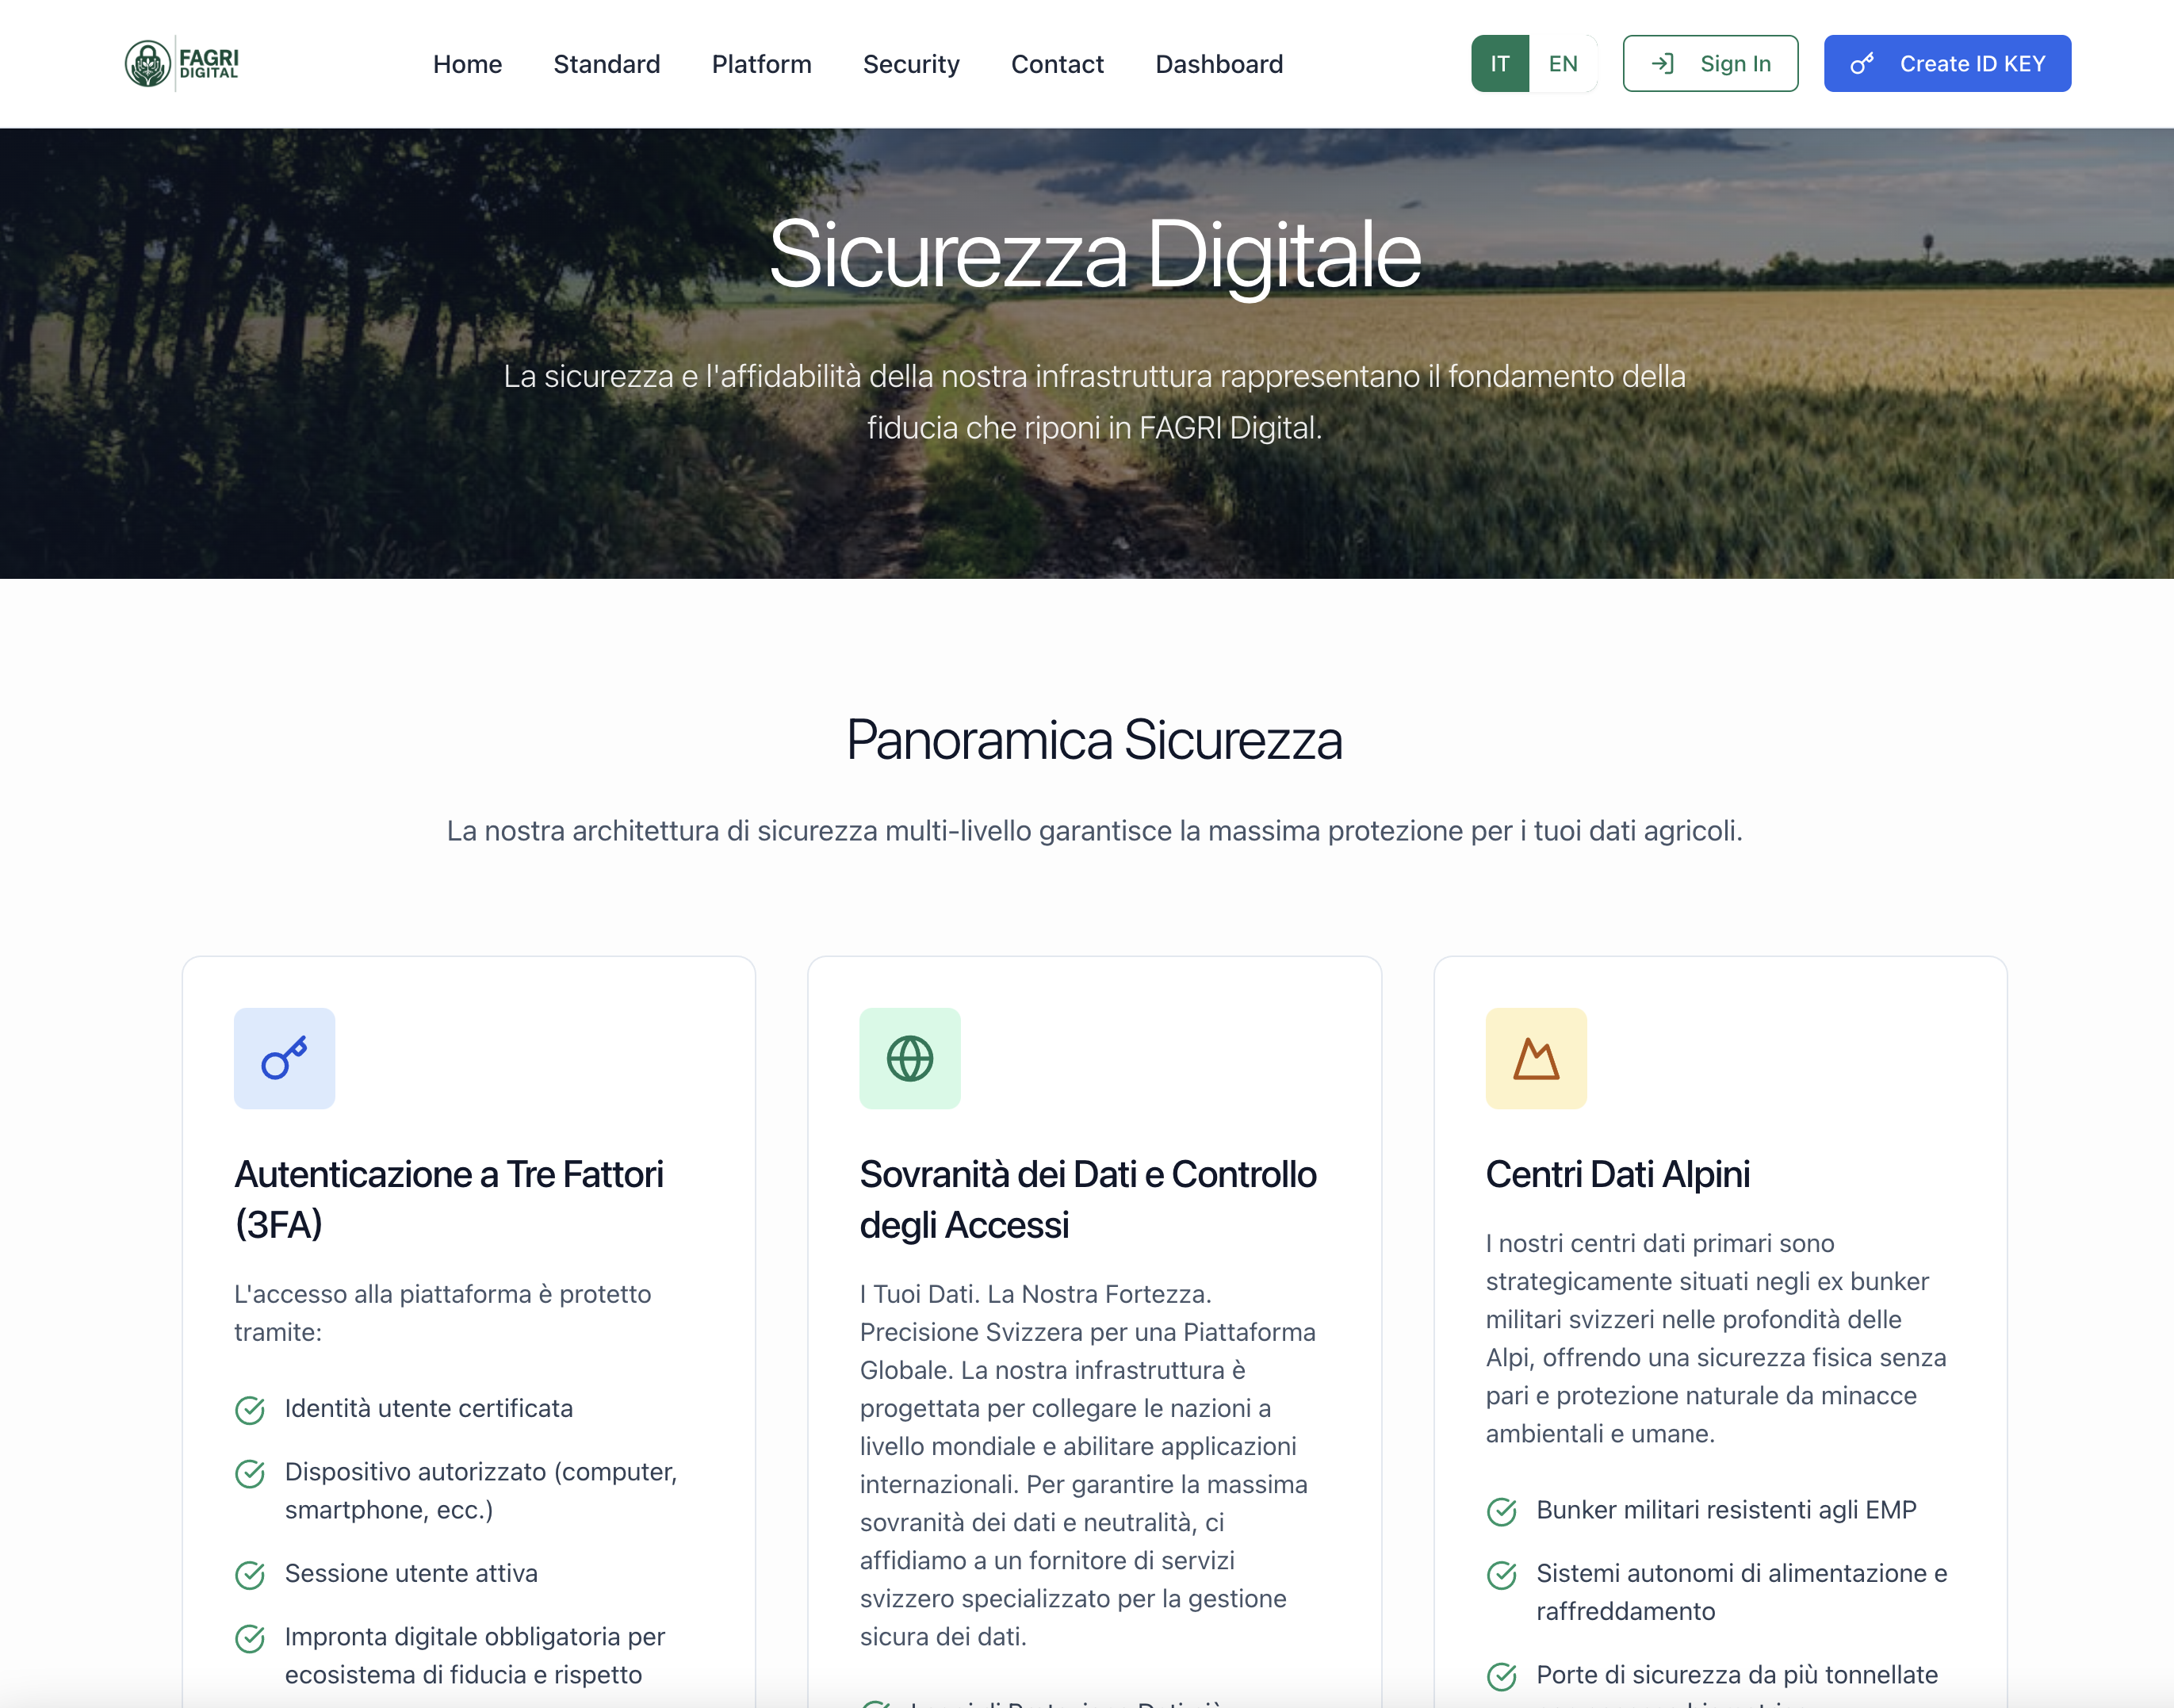 FAGRI
DIGITAL
Home
Standard
Platform
Security
Contact
Dashboard
IT
EN
Sign In
Create ID KEY
Sicurezza Digitale
La sicurezza e l'affidabilità della nostra infrastruttura rappresentano il fondamento della
fiducia che riponi in FAGRI Digital.
Panoramica Sicurezza
La nostra architettura di sicurezza multi-livello garantisce la massima protezione per i tuoi dati agricoli.
Autenticazione a Tre Fattori
(3FA)
L'accesso alla piattaforma è protetto
tramite:
Identità utente certificata
Dispositivo autorizzato (computer,
smartphone, ecc.)
Sessione utente attiva
Impronta digitale obbligatoria per
ecosistema di fiducia e rispetto
Sovranità dei Dati e Controllo
degli Accessi
I Tuoi Dati. La Nostra Fortezza.
Precisione Svizzera per una Piattaforma
Globale. La nostra infrastruttura è
progettata per collegare le nazioni a
livello mondiale e abilitare applicazioni
internazionali. Per garantire la massima
sovranità dei dati e neutralità, ci
affidiamo a un fornitore di servizi
svizzero specializzato per la gestione
sicura dei dati.
Centri Dati Alpini
I nostri centri dati primari sono
strategicamente situati negli ex bunker
militari svizzeri nelle profondità delle
Alpi, offrendo una sicurezza fisica senza
pari e protezione naturale da minacce
ambientali e umane.
Bunker militari resistenti agli EMP
Sistemi autonomi di alimentazione e
raffreddamento
Porte di sicurezza da più tonnellate